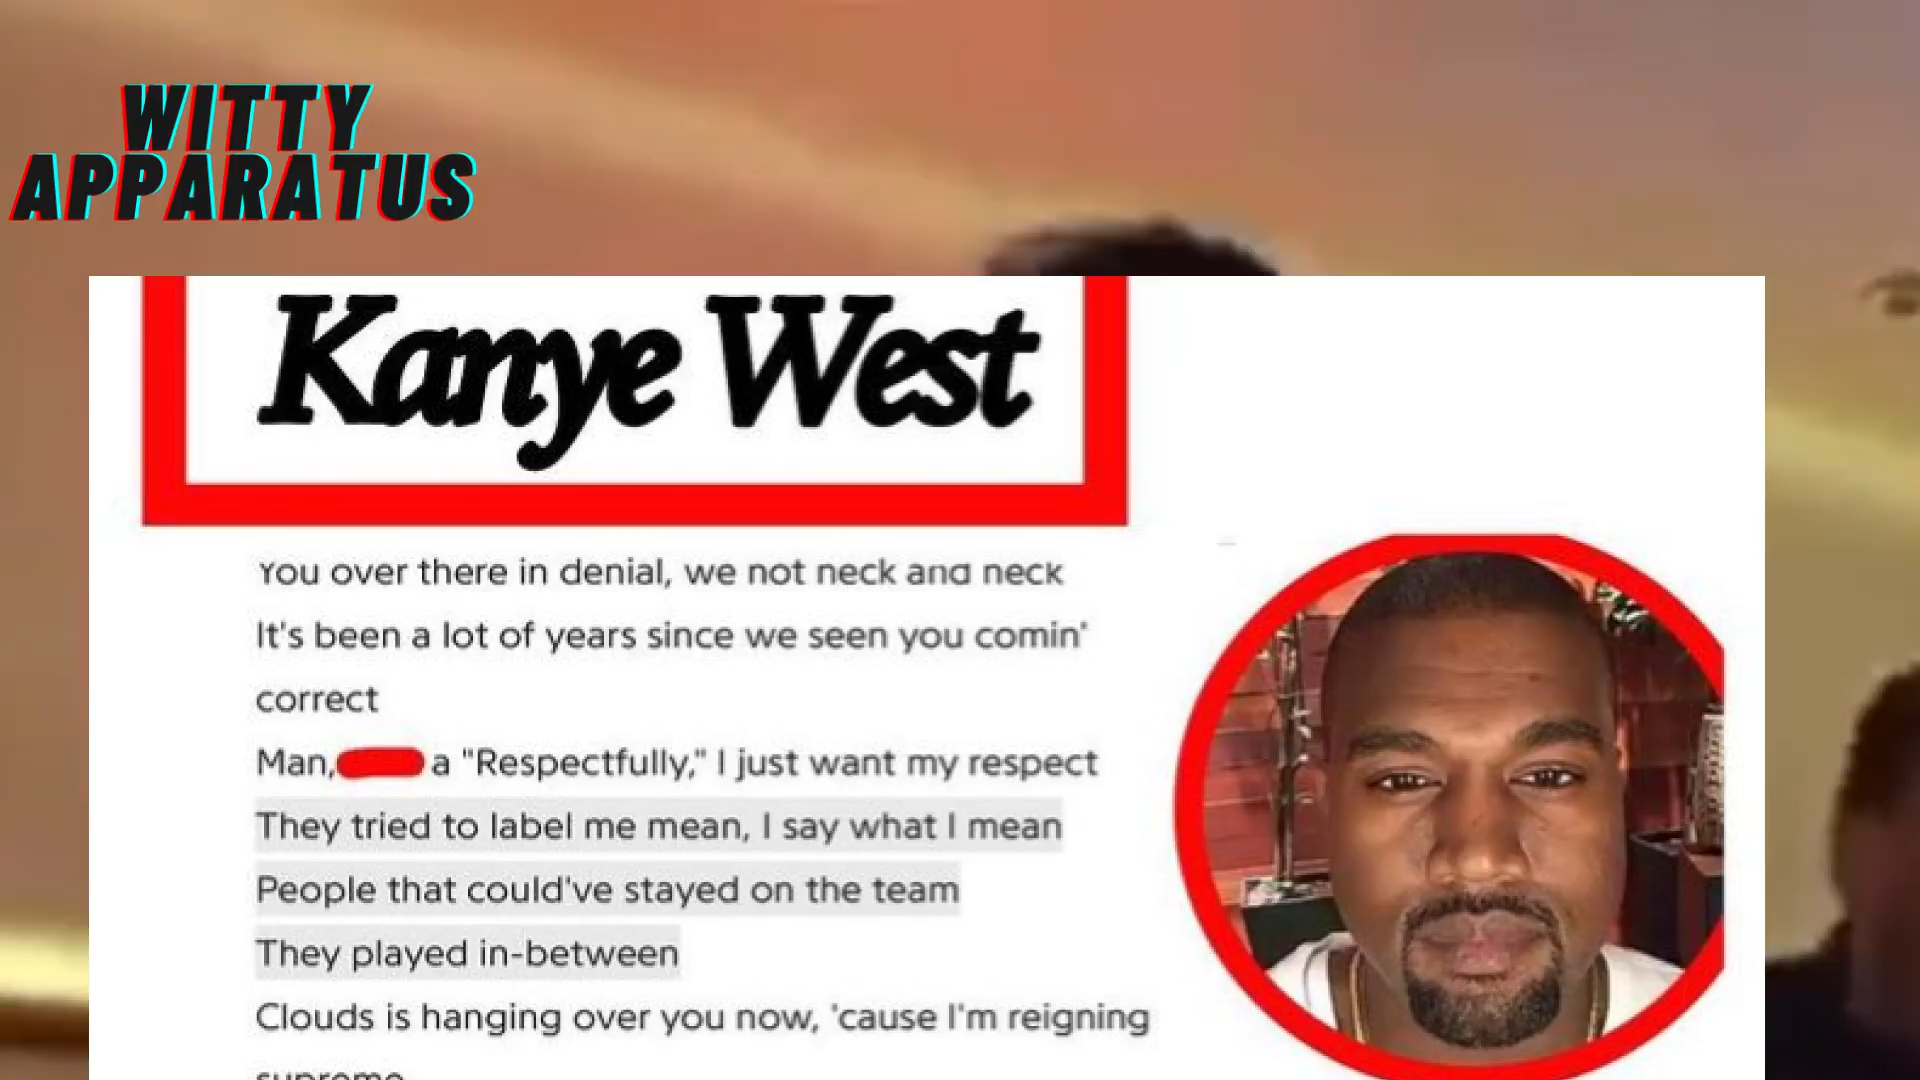 WITTY
APPARATUS
Kanye West
You over there in denial, we not neck and neck
It's been a lot of years since we seen you comin'
correct
Man, a "Respectfully," I just want my respect
They tried to label me mean, I say what I mean
People that could've stayed on the team
They played in-between
Clouds is hanging over you now, 'cause I'm reigning
supreme